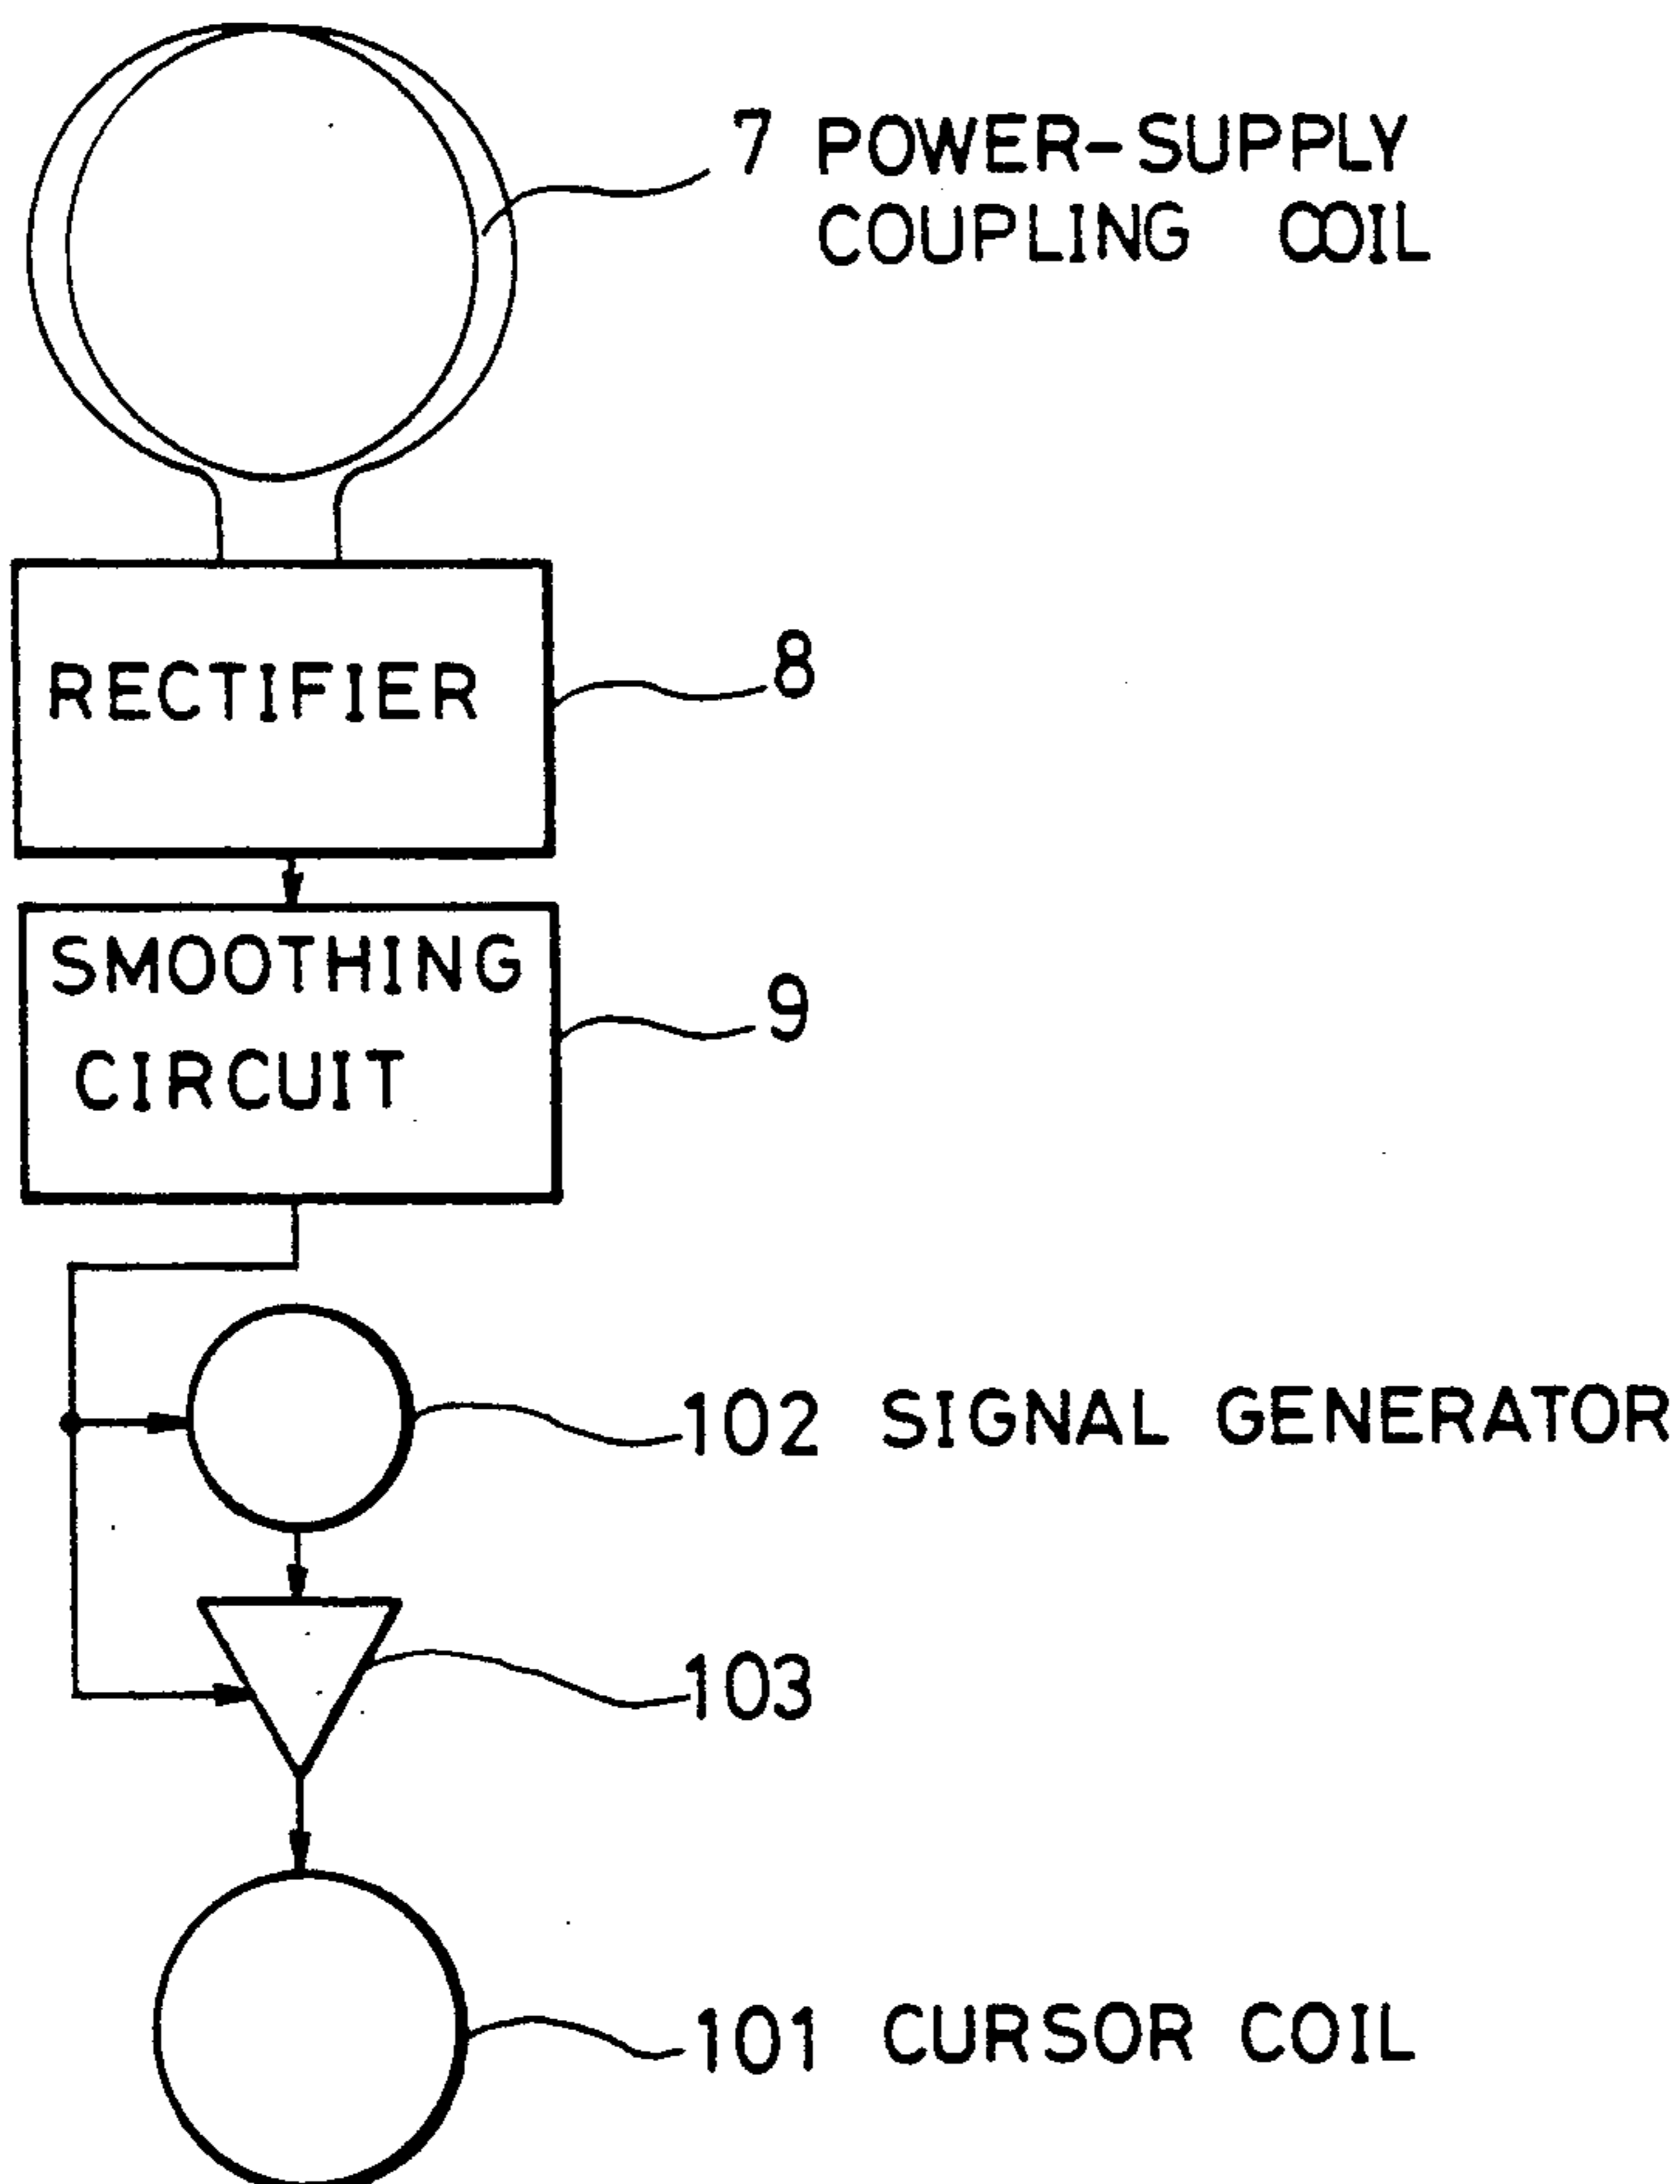 7 POWER-SUPPLY
COUPLING COIL
RECTIFIER
8
SMOOTHING
CIRCUIT
9
102 SIGNAL GENERATOR
103
101 CURSOR COIL